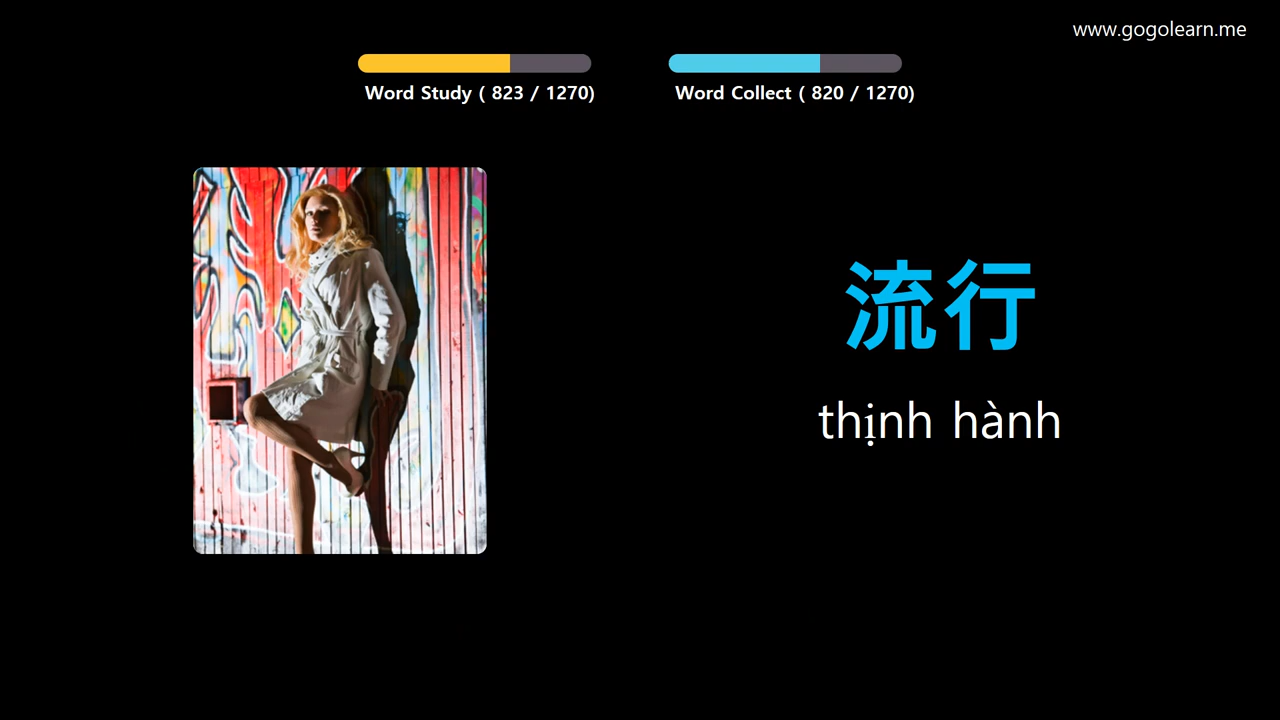 www.gogolearn.me
Word Study ( 823 / 1270)
Word Collect ( 820 / 1270)
流行
thịnh hành